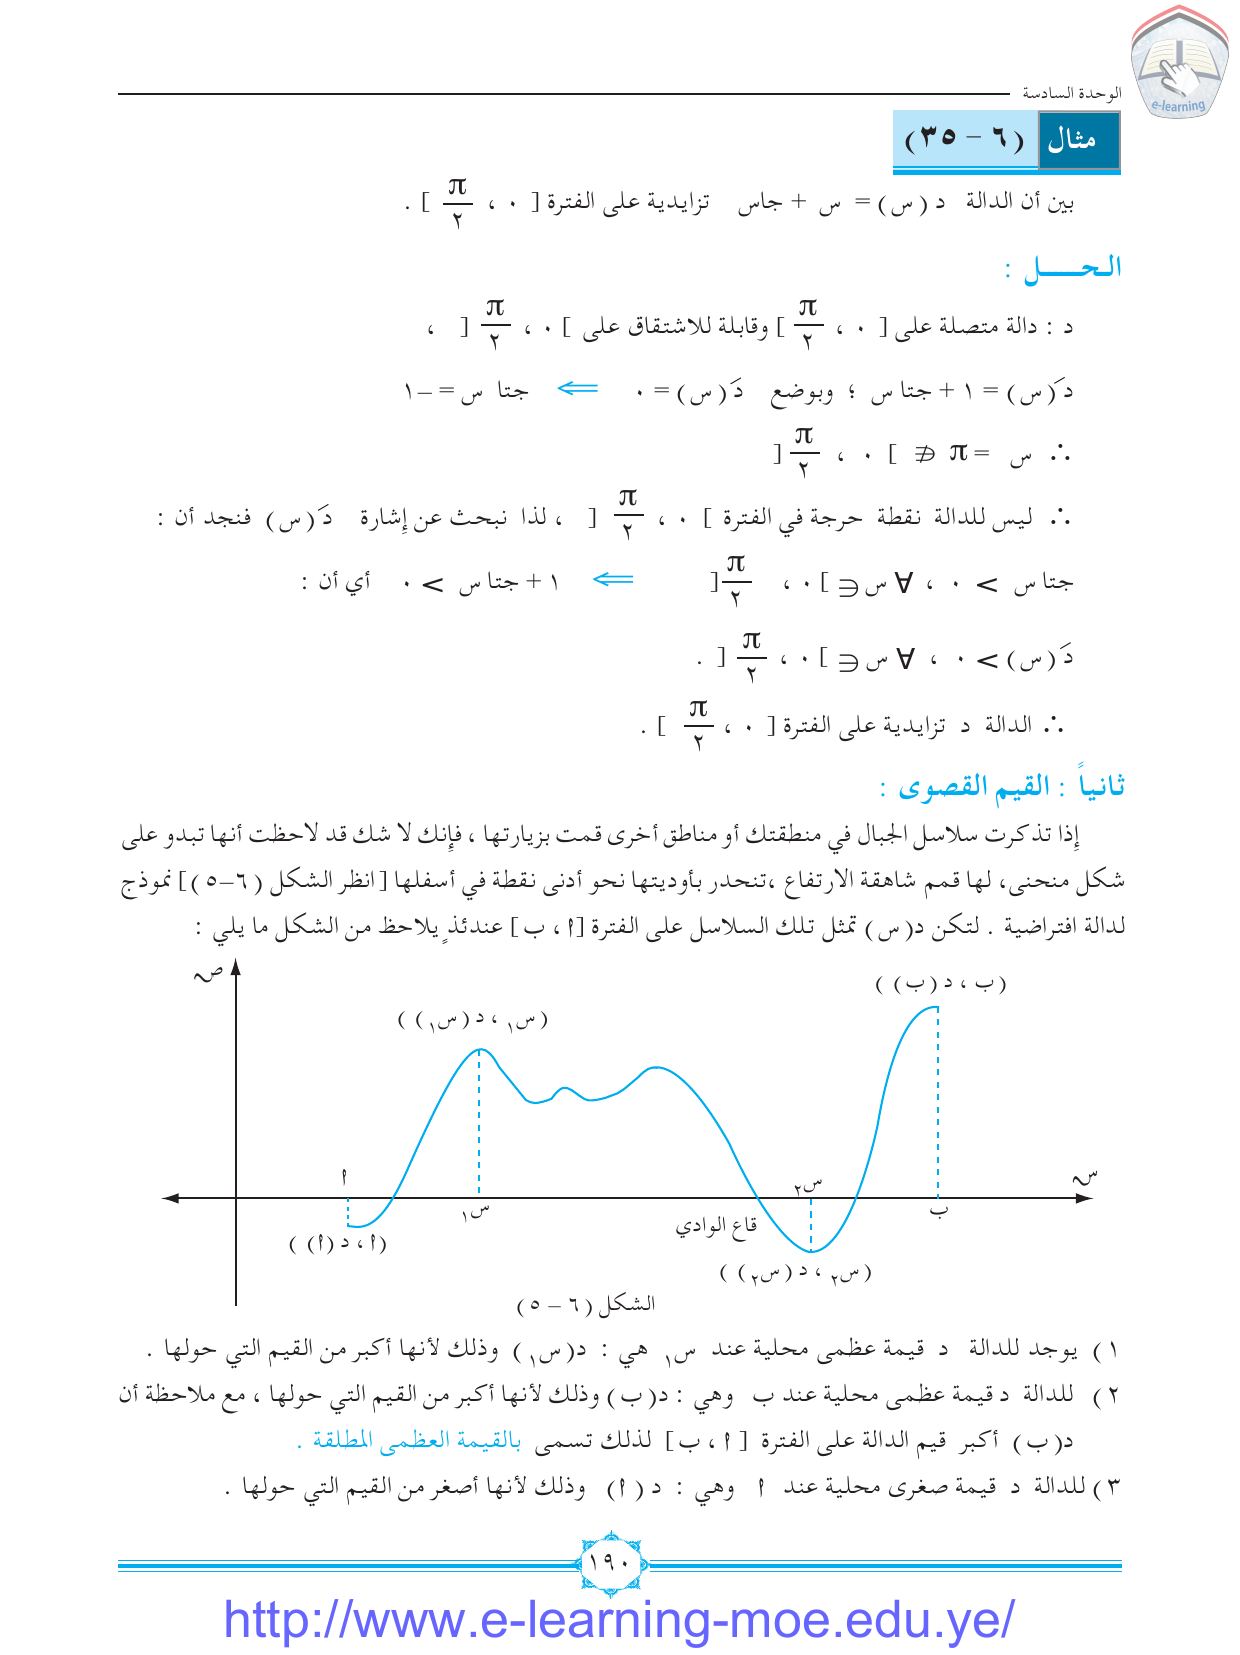 e-learning
الوحدة السادسة
مثال (٦ – ٣٥)
بين أن الدالة د (س) = س + جاس تزايدية على الفترة [ ٠ ، π/٢ ] .
الحـــــل :
د : دالة متصلة على [ ٠ ، π/٢ ] وقابلة للاشتقاق على ] ٠ ، π/٢ [ ،
دَ (س) = ١ + جتا س ؛ وبوضع دَ (س) = ٠ ⇐ جتا س = –١
∴ س = π ∌ ] ٠ ، π/٢ [
∴ ليس للدالة نقطة حرجة في الفترة ] ٠ ، π/٢ [ ، لذا نبحث عن إشارة دَ (س) فنجد أن :
جتا س > ٠ ، ∀ س ∋ ] ٠ ، π/٢ [ ⇐ ١ + جتا س > ٠ أي أن :
دَ (س) > ٠ ، ∀ س ∋ ] ٠ ، π/٢ [ .
∴ الدالة د تزايدية على الفترة [ ٠ ، π/٢ ] .
ثانياً : القيم القصوى :
إذا تذكرت سلاسل الجبال في منطقتك أو مناطق أخرى قمت بزيارتها ، فإنك لا شك قد لاحظت أنها تبدو على
شكل منحنى، لها قمم شاهقة الارتفاع ،تنحدر بأوديتها نحو أدنى نقطة في أسفلها [ انظر الشكل (٦–٥) ] نموذج
لدالة افتراضية . لتكن د(س) تمثل تلك السلاسل على الفترة [ ا ، ب ] عندئذٍ يلاحظ من الشكل ما يلي :
ص
(ب ، د (ب) )
(س١ ، د (س١) )
ا
س٢
س
س١
ب
قاع الوادي
(ا ، د (ا) )
(س٢ ، د (س٢) )
الشكل (٦ – ٥)
١) يوجد للدالة د قيمة عظمى محلية عند س١ هي : د(س١) وذلك لأنها أكبر من القيم التي حولها .
٢) للدالة د قيمة عظمى محلية عند ب وهي : د(ب) وذلك لأنها أكبر من القيم التي حولها ، مع ملاحظة أن
د(ب) أكبر قيم الدالة على الفترة [ ا ، ب ] لذلك تسمى بالقيمة العظمى المطلقة .
٣) للدالة د قيمة صغرى محلية عند ا وهي : د (ا) وذلك لأنها أصغر من القيم التي حولها .
١٩٠
http://www.e-learning-moe.edu.ye/